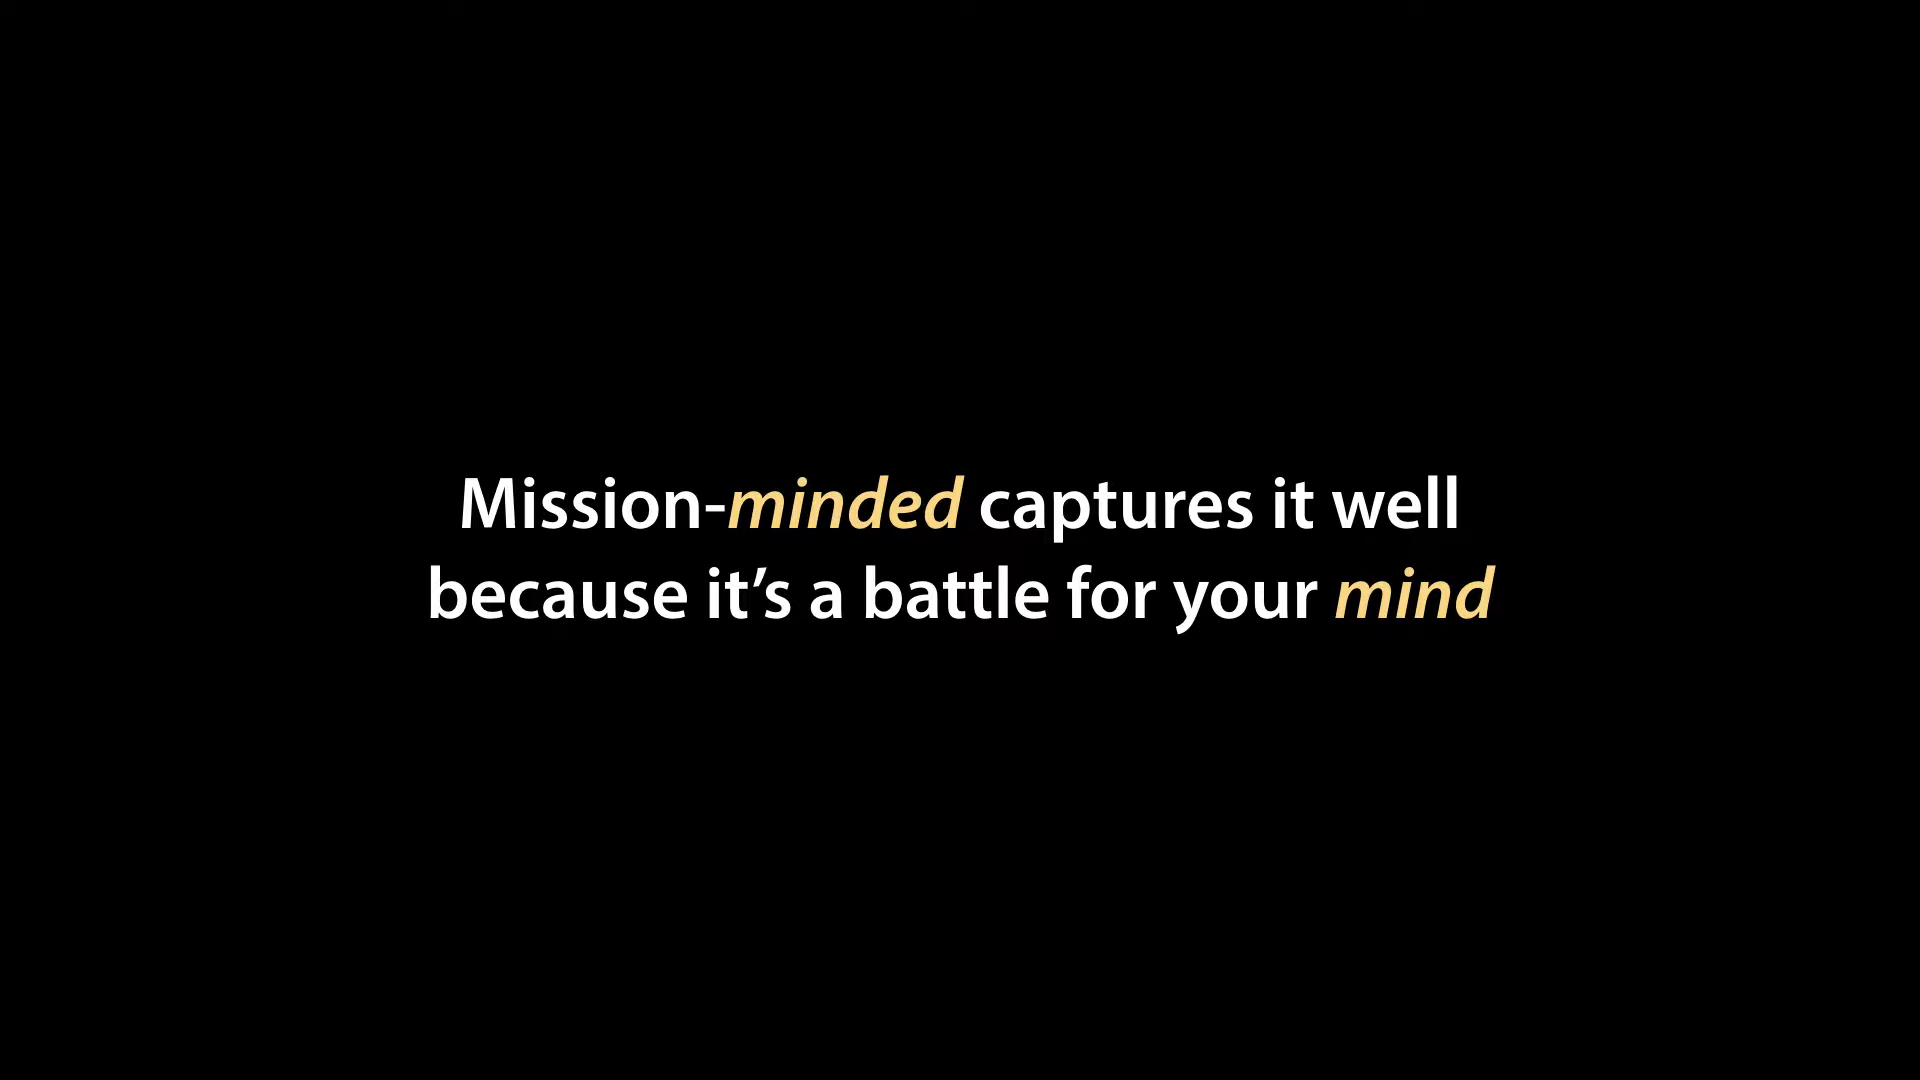 Mission-minded captures it well
because it’s a battle for your mind